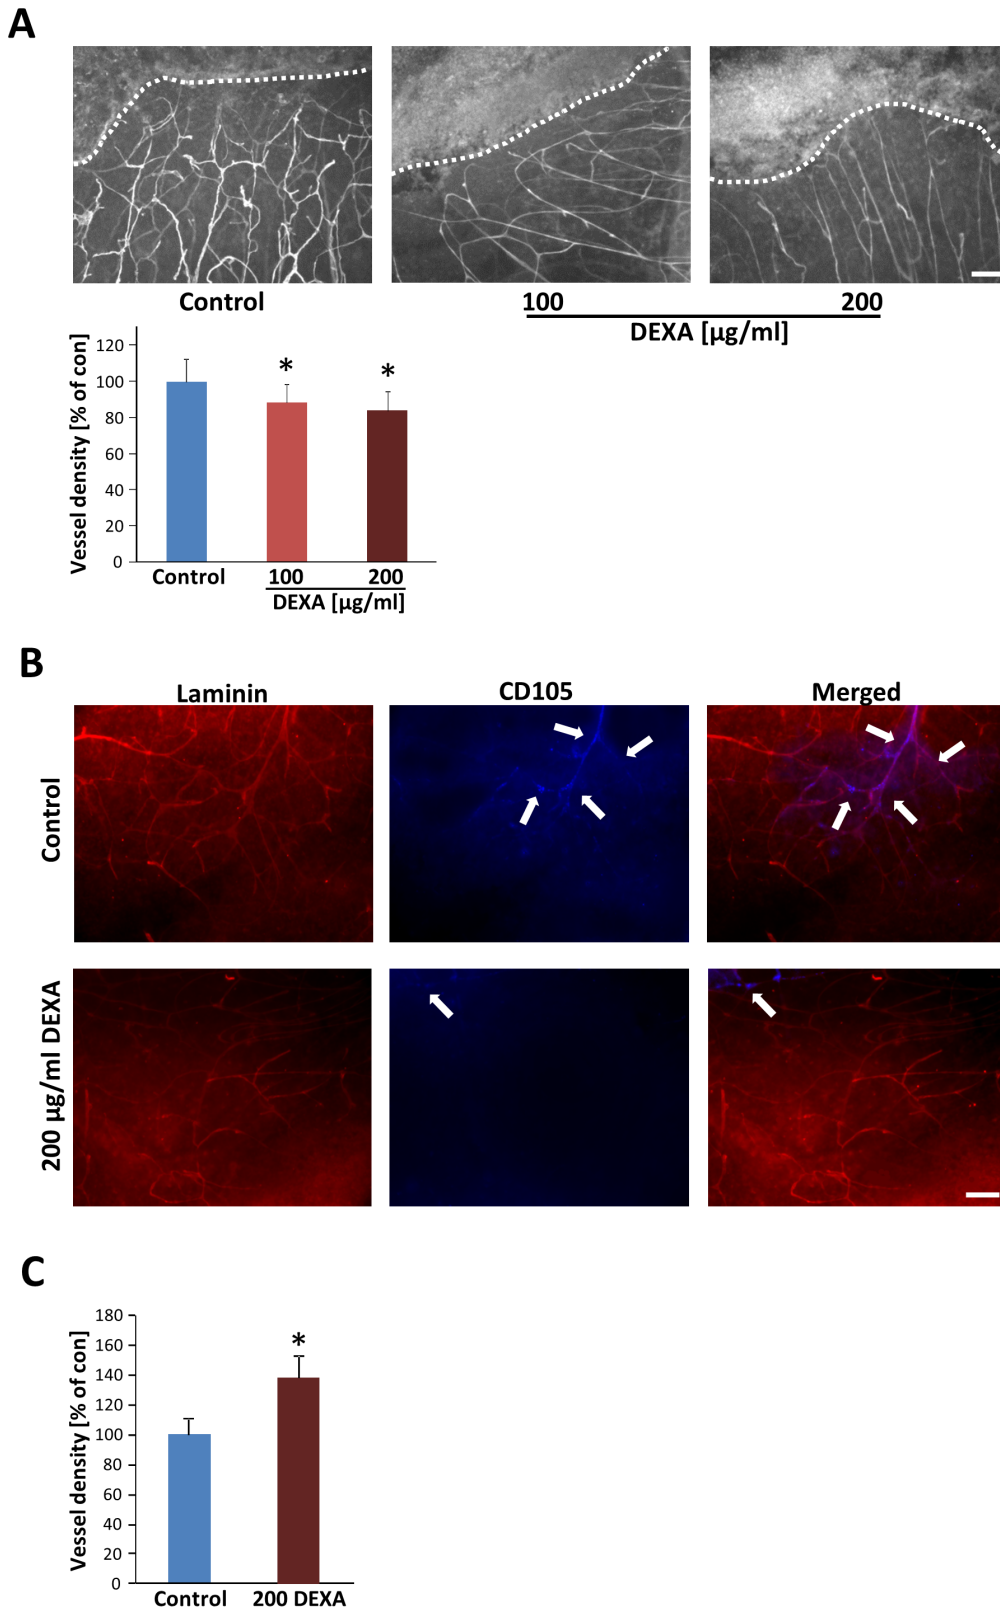 A
Control
100
200
DEXA [µg/ml]
Vessel density [% of con]
120
100
80
60
40
20
0
*
*
Control
100
200
DEXA [µg/ml]
B
Laminin
CD105
Merged
Control
200 µg/ml DEXA
C
Vessel density [% of con]
180
160
140
120
100
80
60
40
20
0
*
Control
200 DEXA